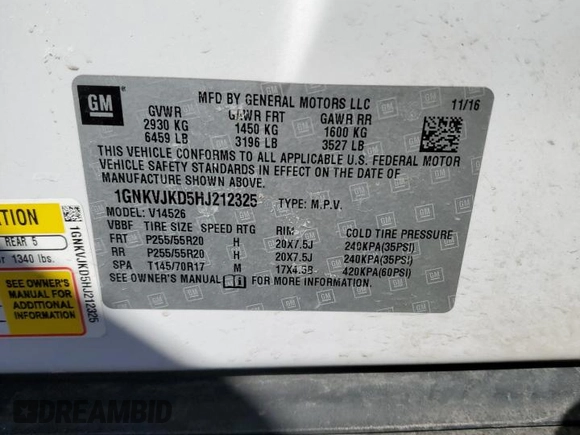 GM
MFD BY GENERAL MOTORS LLC 11/16
GVWR GAWR FRT GAWR RR
2930 KG 1450 KG 1600 KG
6459 LB 3196 LB 3527 LB
THIS VEHICLE CONFORMS TO ALL APPLICABLE U.S. FEDERAL MOTOR
VEHICLE SAFETY STANDARDS IN EFFECT ON THE DATE OF
MANUFACTURE SHOWN ABOVE.
1GNKVJKD5HJ212325 TYPE: M.P.V.
MODEL: V14526
VBBF TIRE SIZE SPEED RTG RIM COLD TIRE PRESSURE
FRT P255/55R20 H 20X7.5J 240KPA(35PSI)
RR P255/55R20 H 20X7.5J 240KPA(35PSI)
SPA T145/70R17 M 17X4.5B 420KPA(60PSI)
SEE OWNER'S MANUAL FOR MORE INFORMATION.
REAR 5
1340 lbs.
SEE OWNER'S
MANUAL FOR
ADDITIONAL
INFORMATION
1GNKVJKD5HJ212325
DREAMBID